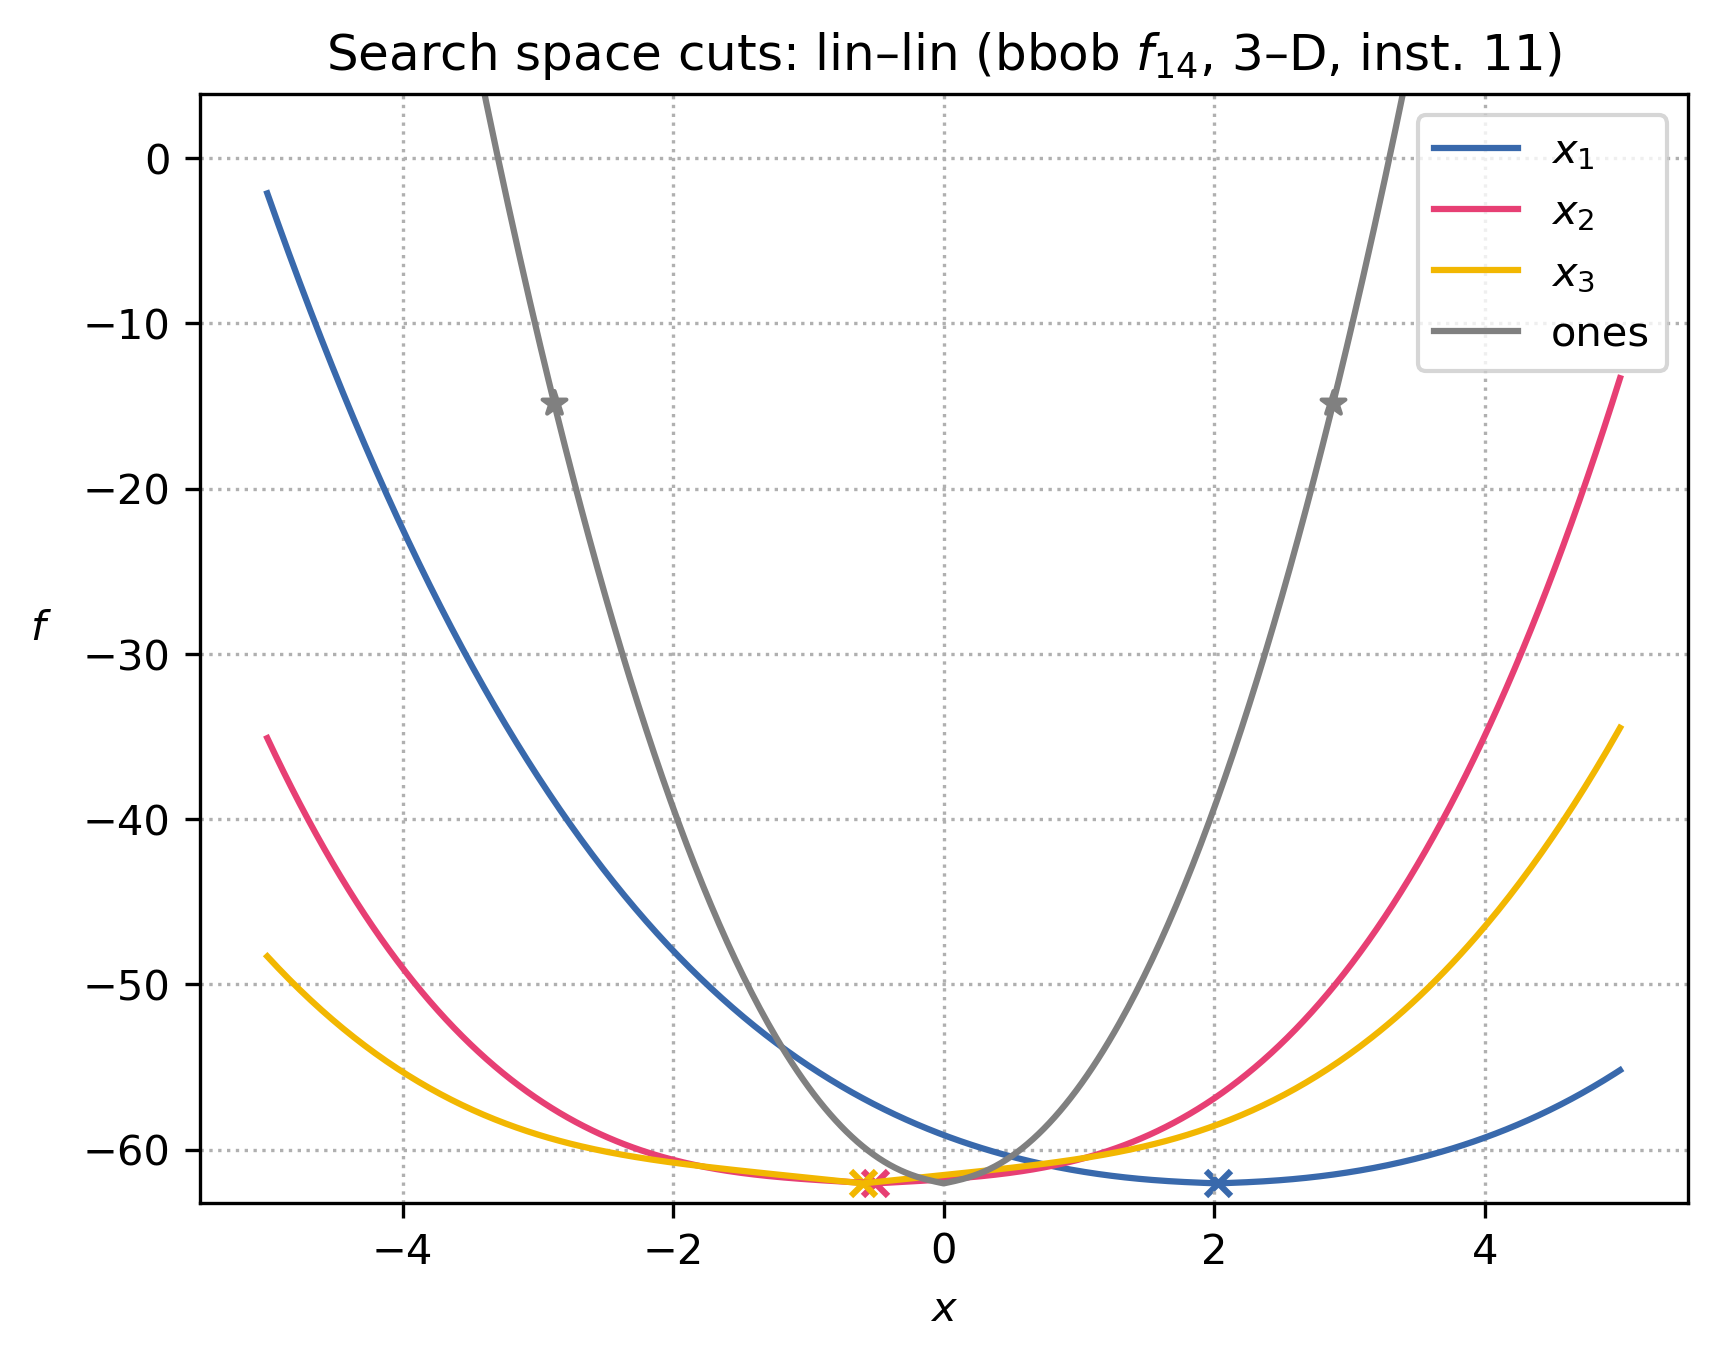 Search space cuts: lin–lin (bbob f₁₄, 3–D, inst. 11)
x₁
x₂
x₃
ones
0
−10
−20
−30
−40
−50
−60
f
−4
−2
0
2
4
x